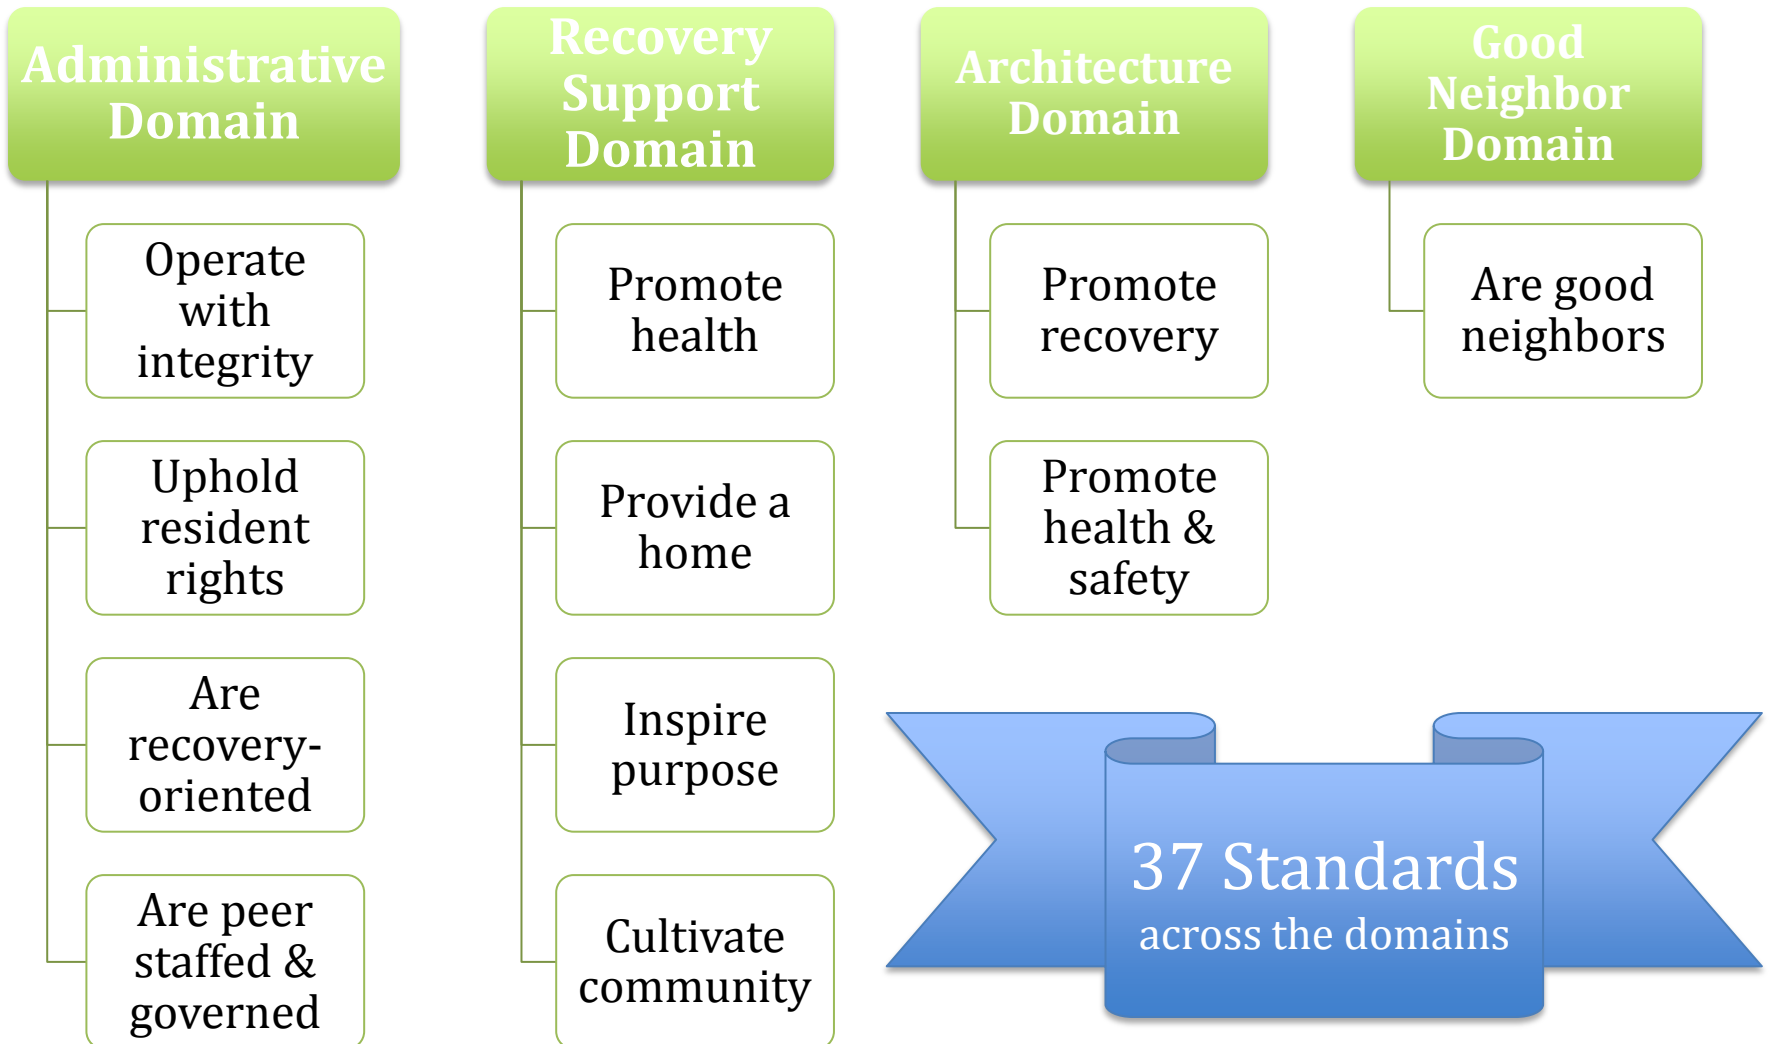 Administrative
Domain
Operate
with
integrity
Uphold
resident
rights
Are
recovery-
oriented
Are peer
staffed &
governed
Recovery
Support
Domain
Promote
health
Provide a
home
Inspire
purpose
Cultivate
community
Architecture
Domain
Promote
recovery
Promote
health &
safety
Good
Neighbor
Domain
Are good
neighbors
37 Standards
across the domains